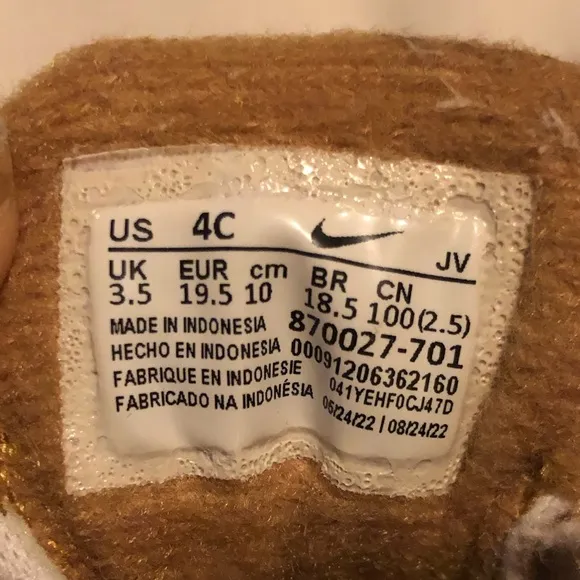 US 4C
JV
UK EUR cm BR CN
3.5 19.5 10 18.5 100(2.5)
MADE IN INDONESIA 870027-701
HECHO EN INDONESIA 00091206362160
FABRIQUE EN INDONESIE 041YEHF0CJ47D
FABRICADO NA INDONÉSIA 06/24/22 | 08/24/22